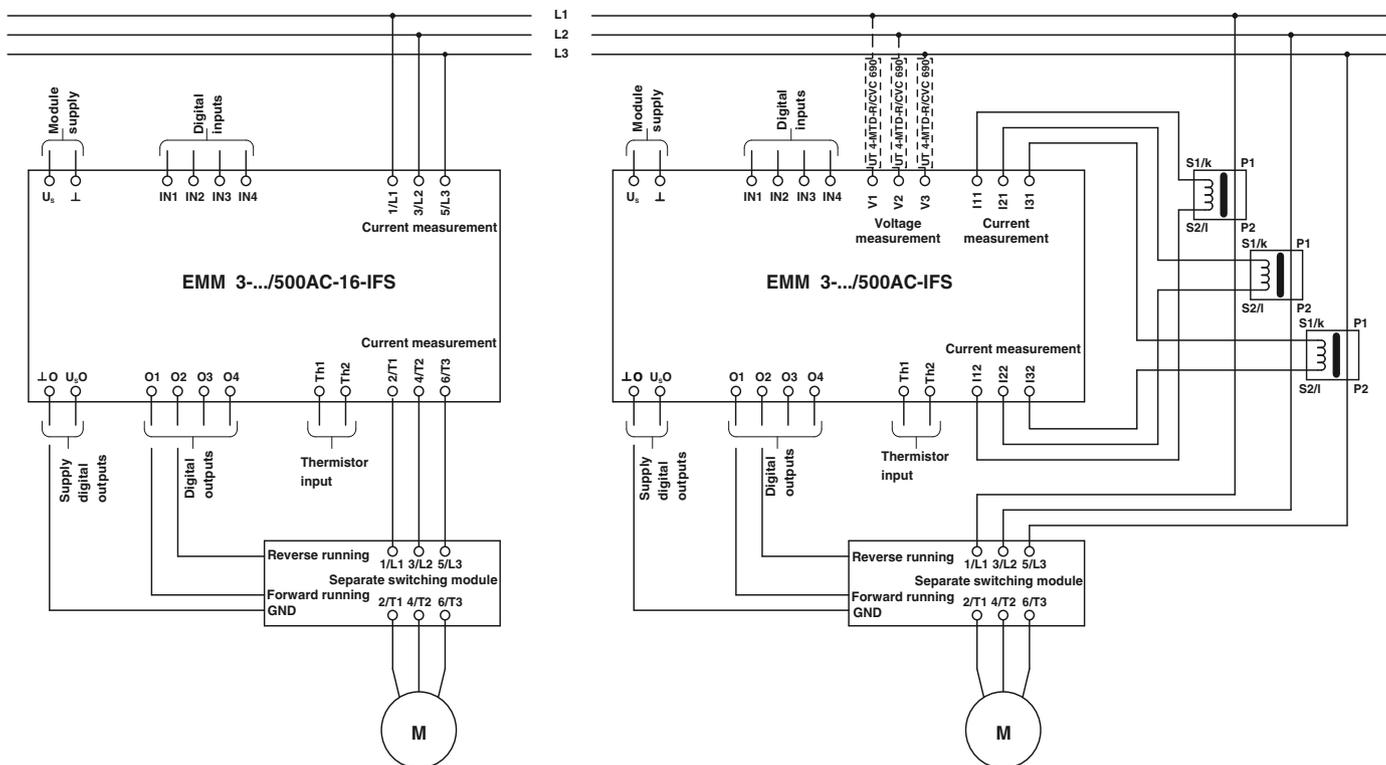 L1
L2
L3
Module
supply
Digital
inputs
Us
⊥
IN1
IN2
IN3
IN4
1/L1
3/L2
5/L3
Current measurement
EMM 3-.../500AC-16-IFS
Current measurement
⊥O
UsO
O1
O2
O3
O4
Th1
Th2
2/T1
4/T2
6/T3
Supply
digital
outputs
Digital
outputs
Thermistor
input
Reverse running
1/L1 3/L2 5/L3
Separate switching module
Forward running
2/T1 4/T2 6/T3
GND
M
Module
supply
Digital
inputs
UT 4-MTD-R/CVC 690
UT 4-MTD-R/CVC 690
UT 4-MTD-R/CVC 690
Us
⊥
IN1
IN2
IN3
IN4
V1
V2
V3
I11
I21
I31
Voltage
measurement
Current
measurement
EMM 3-.../500AC-IFS
Current measurement
⊥O
UsO
O1
O2
O3
O4
Th1
Th2
I12
I22
I32
Supply
digital
outputs
Digital
outputs
Thermistor
input
S1/k
P1
S2/l
P2
S1/k
P1
S2/l
P2
S1/k
P1
S2/l
P2
Reverse running
1/L1 3/L2 5/L3
Separate switching module
Forward running
2/T1 4/T2 6/T3
GND
M